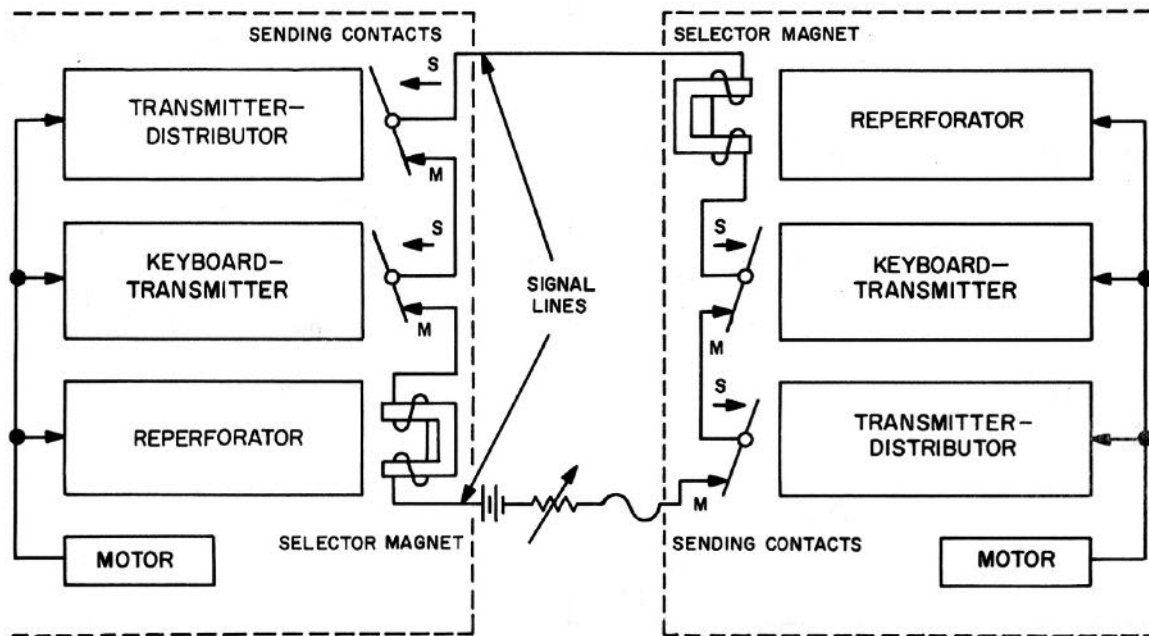 SENDING CONTACTS
S
TRANSMITTER–
DISTRIBUTOR
M
S
KEYBOARD–
TRANSMITTER
M
REPERFORATOR
SELECTOR MAGNET
MOTOR
SIGNAL
LINES
SELECTOR MAGNET
REPERFORATOR
S
KEYBOARD–
TRANSMITTER
M
S
TRANSMITTER–
DISTRIBUTOR
M
SENDING CONTACTS
MOTOR